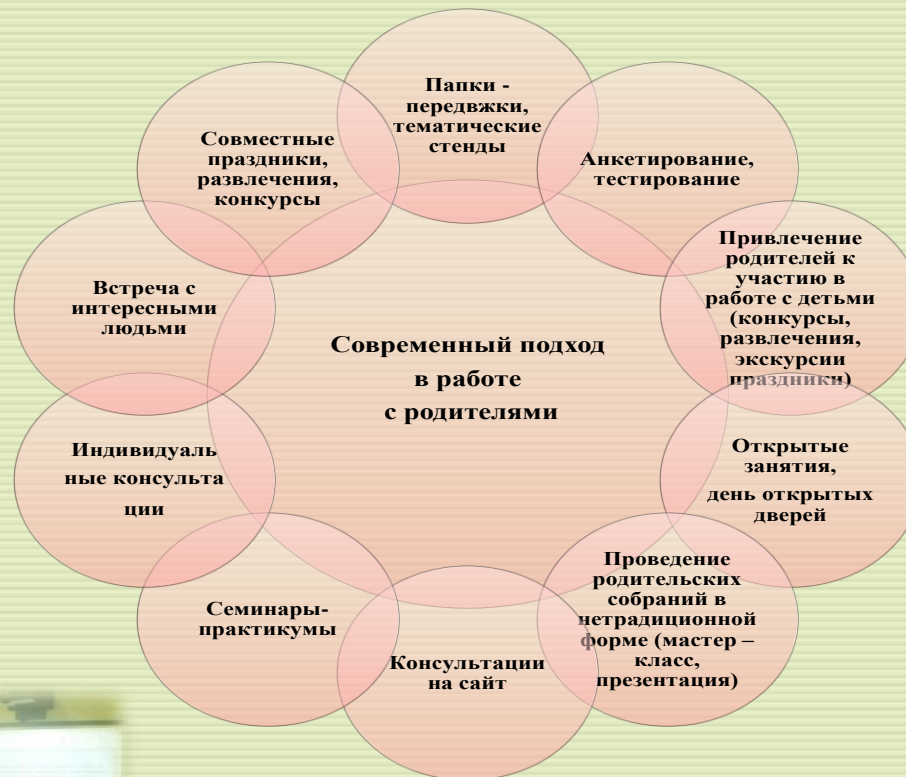 Папки -
передвжки,
тематические
стенды
Анкетирование,
тестирование
Привлечение
родителей к
участию в
работе с детьми
(конкурсы,
развлечения,
экскурсии
праздники)
Открытые
занятия,
день открытых
дверей
Проведение
родительских
собраний в
нетрадиционной
форме (мастер –
класс,
презентация)
Консультации
на сайт
Семинары-
практикумы
Индивидуаль
ные консульта
ции
Встреча с
интересными
людьми
Совместные
праздники,
развлечения,
конкурсы
Современный подход
в работе
с родителями